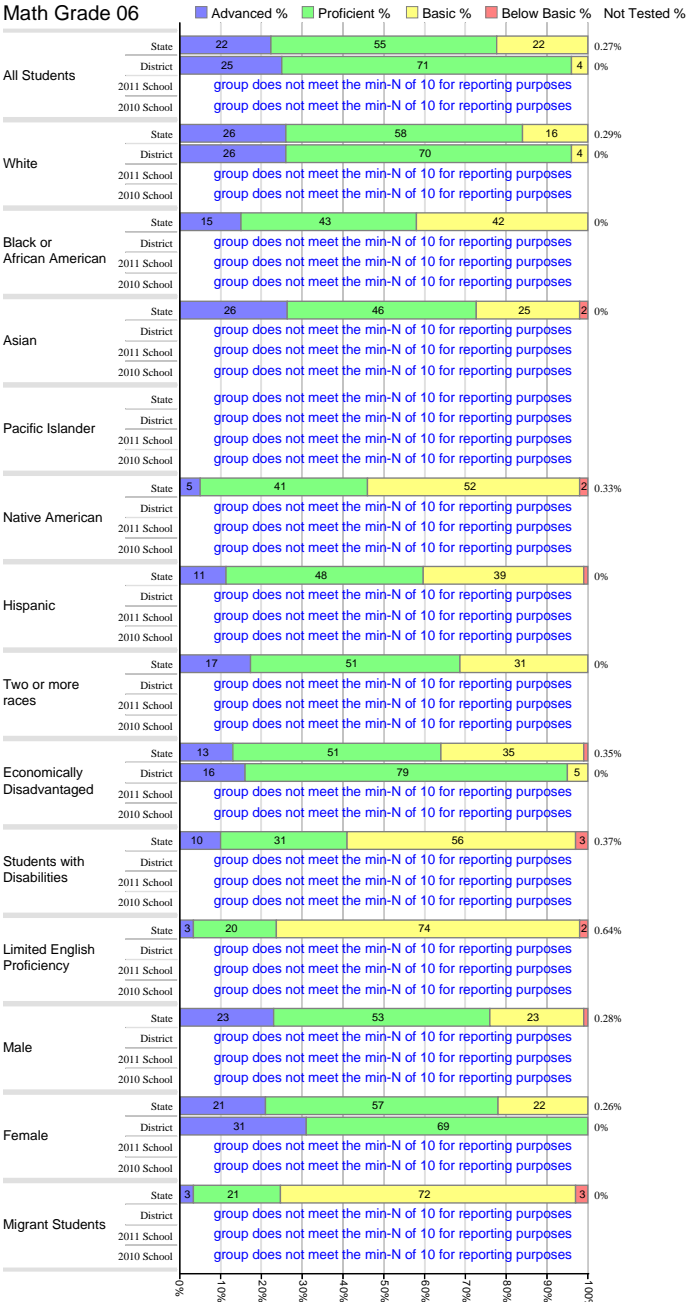 Math Grade 06
Advanced % Proficient % Basic % Below Basic % Not Tested %
All Students
State 22 55 22 0.27%
District 25 71 4 0%
2011 School group does not meet the min-N of 10 for reporting purposes
2010 School group does not meet the min-N of 10 for reporting purposes
White
State 26 58 16 0.29%
District 26 70 4 0%
2011 School group does not meet the min-N of 10 for reporting purposes
2010 School group does not meet the min-N of 10 for reporting purposes
Black or
African American
State 15 43 42 0%
District group does not meet the min-N of 10 for reporting purposes
2011 School group does not meet the min-N of 10 for reporting purposes
2010 School group does not meet the min-N of 10 for reporting purposes
Asian
State 26 46 25 2 0%
District group does not meet the min-N of 10 for reporting purposes
2011 School group does not meet the min-N of 10 for reporting purposes
2010 School group does not meet the min-N of 10 for reporting purposes
Pacific Islander
State group does not meet the min-N of 10 for reporting purposes
District group does not meet the min-N of 10 for reporting purposes
2011 School group does not meet the min-N of 10 for reporting purposes
2010 School group does not meet the min-N of 10 for reporting purposes
Native American
State 5 41 52 2 0.33%
District group does not meet the min-N of 10 for reporting purposes
2011 School group does not meet the min-N of 10 for reporting purposes
2010 School group does not meet the min-N of 10 for reporting purposes
Hispanic
State 11 48 39 0%
District group does not meet the min-N of 10 for reporting purposes
2011 School group does not meet the min-N of 10 for reporting purposes
2010 School group does not meet the min-N of 10 for reporting purposes
Two or more
races
State 17 51 31 0%
District group does not meet the min-N of 10 for reporting purposes
2011 School group does not meet the min-N of 10 for reporting purposes
2010 School group does not meet the min-N of 10 for reporting purposes
Economically
Disadvantaged
State 13 51 35 0.35%
District 16 79 5 0%
2011 School group does not meet the min-N of 10 for reporting purposes
2010 School group does not meet the min-N of 10 for reporting purposes
Students with
Disabilities
State 10 31 56 3 0.37%
District group does not meet the min-N of 10 for reporting purposes
2011 School group does not meet the min-N of 10 for reporting purposes
2010 School group does not meet the min-N of 10 for reporting purposes
Limited English
Proficiency
State 3 20 74 2 0.64%
District group does not meet the min-N of 10 for reporting purposes
2011 School group does not meet the min-N of 10 for reporting purposes
2010 School group does not meet the min-N of 10 for reporting purposes
Male
State 23 53 23 0.28%
District group does not meet the min-N of 10 for reporting purposes
2011 School group does not meet the min-N of 10 for reporting purposes
2010 School group does not meet the min-N of 10 for reporting purposes
Female
State 21 57 22 0.26%
District 31 69 0%
2011 School group does not meet the min-N of 10 for reporting purposes
2010 School group does not meet the min-N of 10 for reporting purposes
Migrant Students
State 3 21 72 3 0%
District group does not meet the min-N of 10 for reporting purposes
2011 School group does not meet the min-N of 10 for reporting purposes
2010 School group does not meet the min-N of 10 for reporting purposes
0% 10% 20% 30% 40% 50% 60% 70% 80% 90% 100%